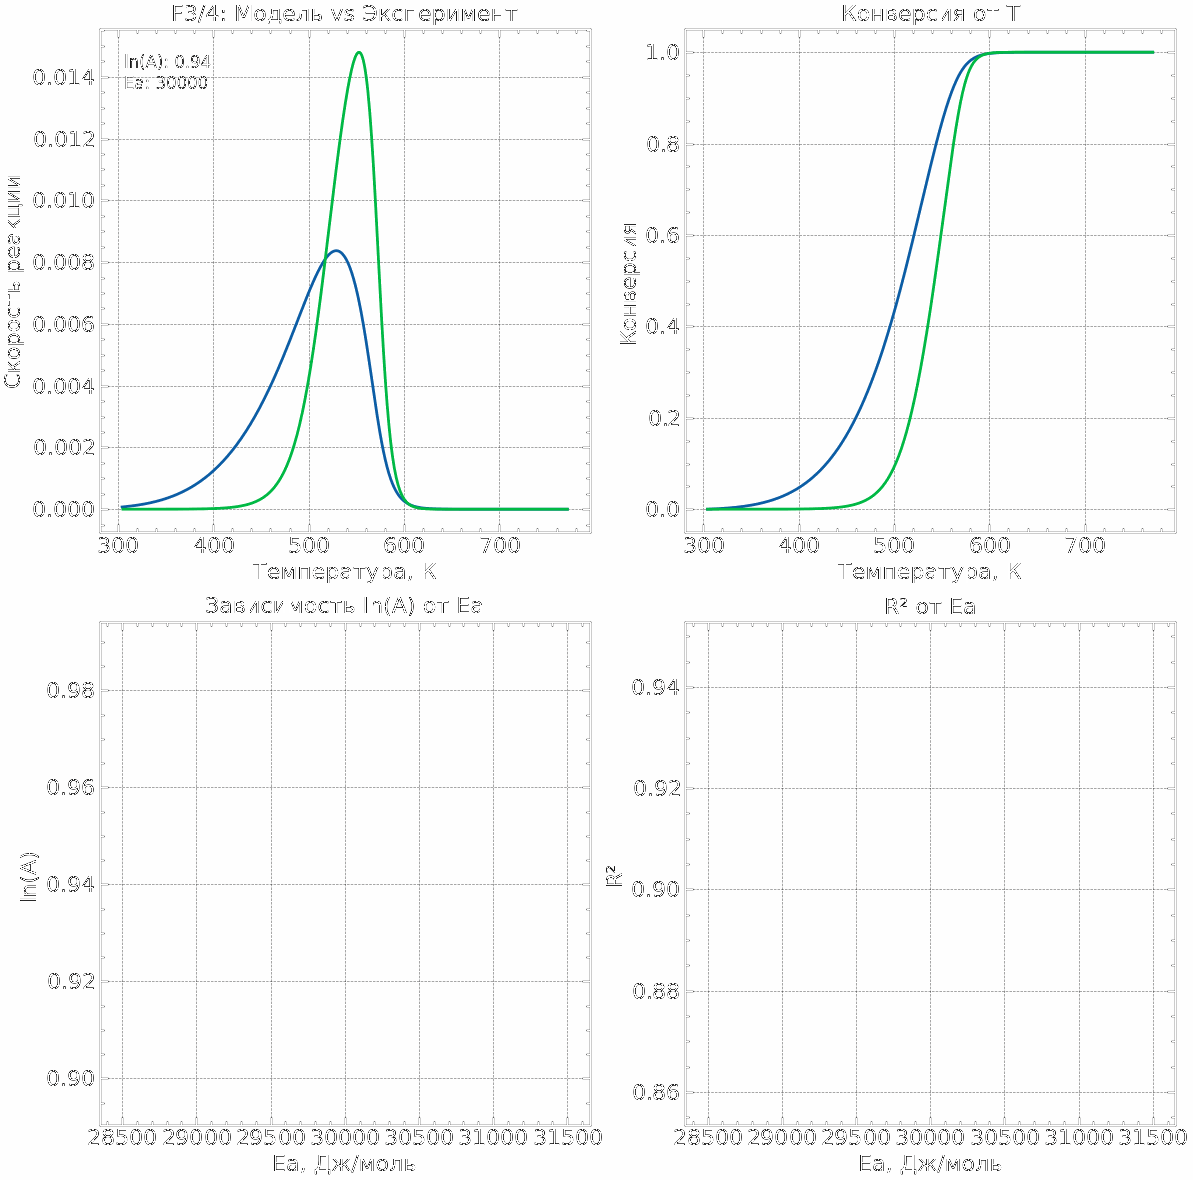 F3/4: Модель vs Эксперимент
ln(A): 0.94
Ea: 30000
0.014
0.012
0.010
0.008
0.006
0.004
0.002
0.000
Скорость реакции
300 400 500 600 700
Температура, К
Конверсия от Т
1.0
0.8
0.6
0.4
0.2
0.0
Конверсия
300 400 500 600 700
Температура, К
Зависимость ln(A) от Ea
0.98
0.96
0.94
0.92
0.90
ln(A)
28500 29000 29500 30000 30500 31000 31500
Ea, Дж/моль
R² от Ea
0.94
0.92
0.90
0.88
0.86
R²
28500 29000 29500 30000 30500 31000 31500
Ea, Дж/моль